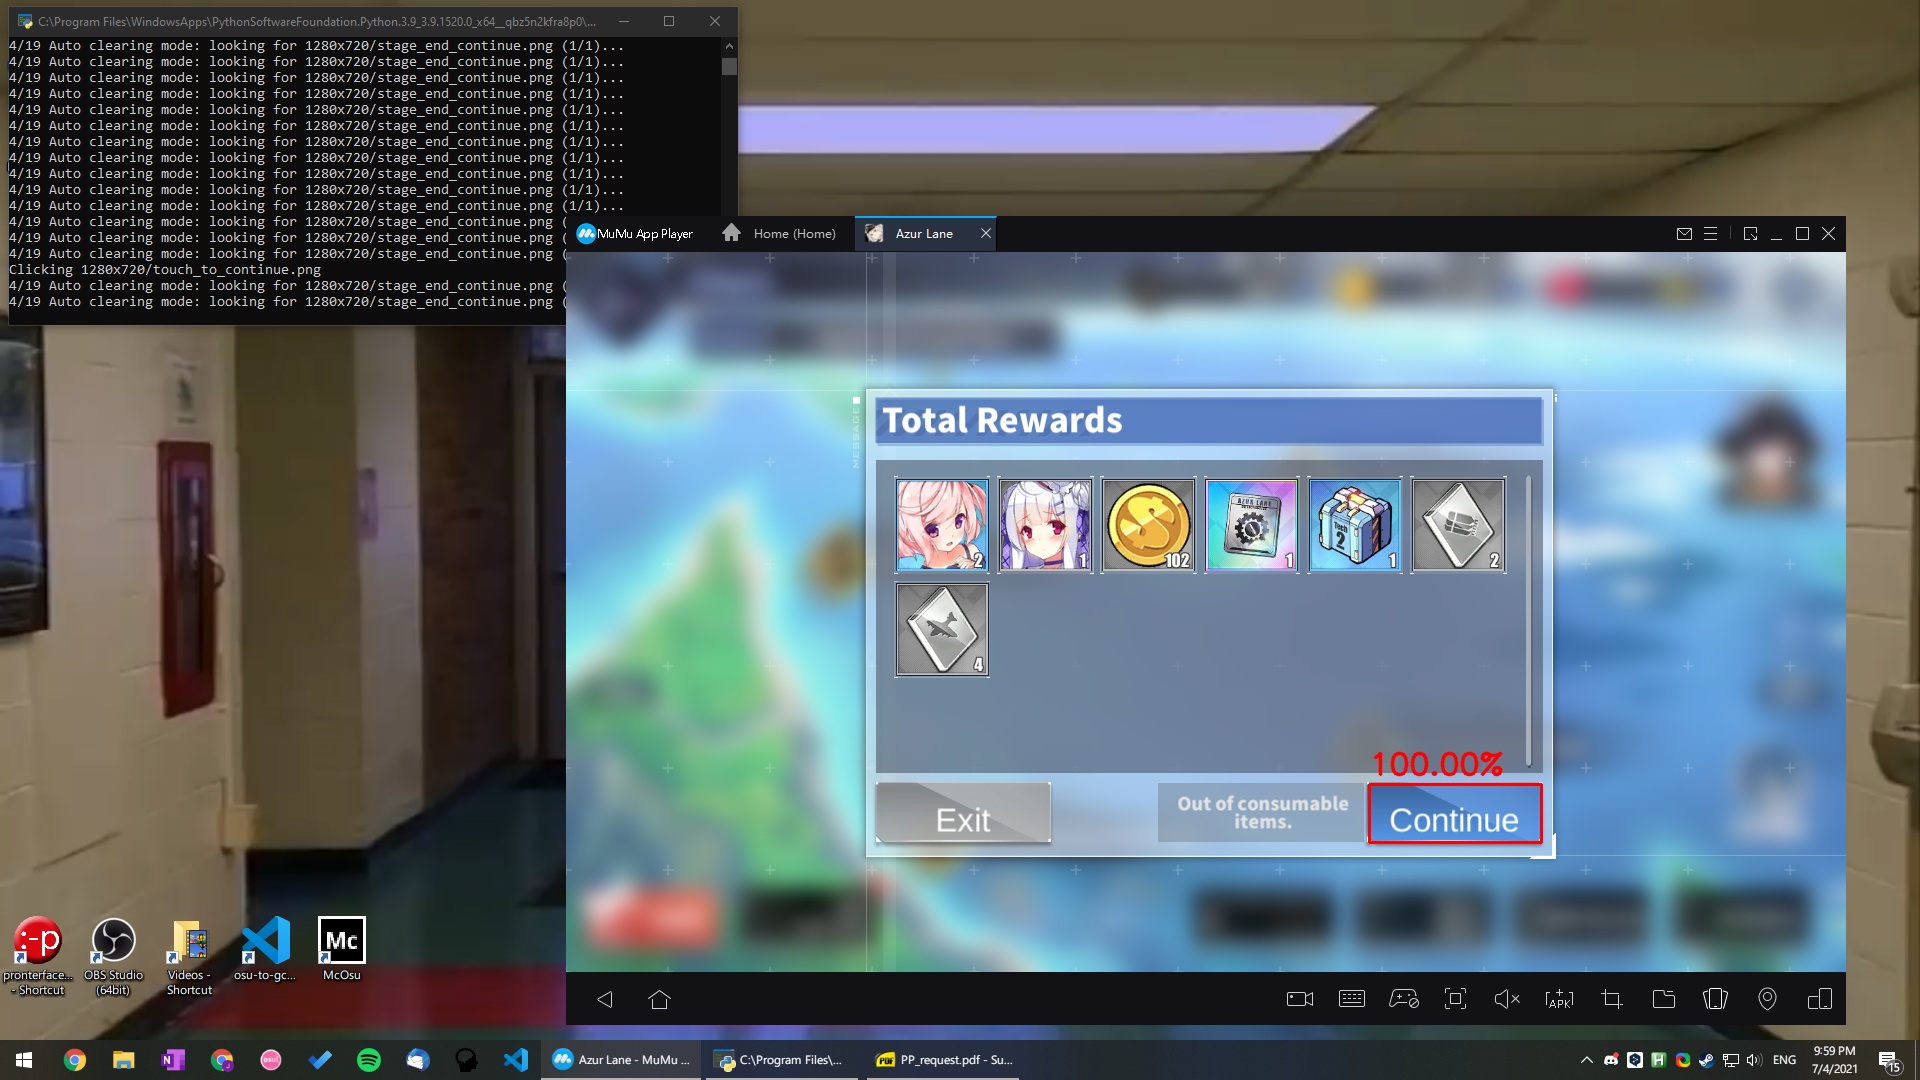 C:\Program Files\WindowsApps\PythonSoftwareFoundation.Python.3.9_3.9.1520.0_x64__qbz5n2kfra8p0\...
4/19 Auto clearing mode: looking for 1280x720/stage_end_continue.png (1/1)...
4/19 Auto clearing mode: looking for 1280x720/stage_end_continue.png (1/1)...
4/19 Auto clearing mode: looking for 1280x720/stage_end_continue.png (1/1)...
4/19 Auto clearing mode: looking for 1280x720/stage_end_continue.png (1/1)...
4/19 Auto clearing mode: looking for 1280x720/stage_end_continue.png (1/1)...
4/19 Auto clearing mode: looking for 1280x720/stage_end_continue.png (1/1)...
4/19 Auto clearing mode: looking for 1280x720/stage_end_continue.png (1/1)...
4/19 Auto clearing mode: looking for 1280x720/stage_end_continue.png (1/1)...
4/19 Auto clearing mode: looking for 1280x720/stage_end_continue.png (1/1)...
4/19 Auto clearing mode: looking for 1280x720/stage_end_continue.png (1/1)...
4/19 Auto clearing mode: looking for 1280x720/stage_end_continue.png (1/1)...
4/19 Auto clearing mode: looking for 1280x720/stage_end_continue.png (
4/19 Auto clearing mode: looking for 1280x720/stage_end_continue.png (
4/19 Auto clearing mode: looking for 1280x720/stage_end_continue.png (
Clicking 1280x720/touch_to_continue.png
4/19 Auto clearing mode: looking for 1280x720/stage_end_continue.png (
4/19 Auto clearing mode: looking for 1280x720/stage_end_continue.png (
MuMu App Player
Home (Home)
Azur Lane
MESSAGE
Total Rewards
2
1
102
AZUR LANE
1
Tech 2
1
2
4
100.00%
Exit
Out of consumable
items.
Continue
APK
:-p
Mc
pronterface...
- Shortcut
OBS Studio
(64bit)
Videos -
Shortcut
osu-to-gc...
McOsu
Azur Lane - MuMu ...
C:\Program Files\...
PP_request.pdf - Su...
ENG
9:59 PM
7/4/2021
15